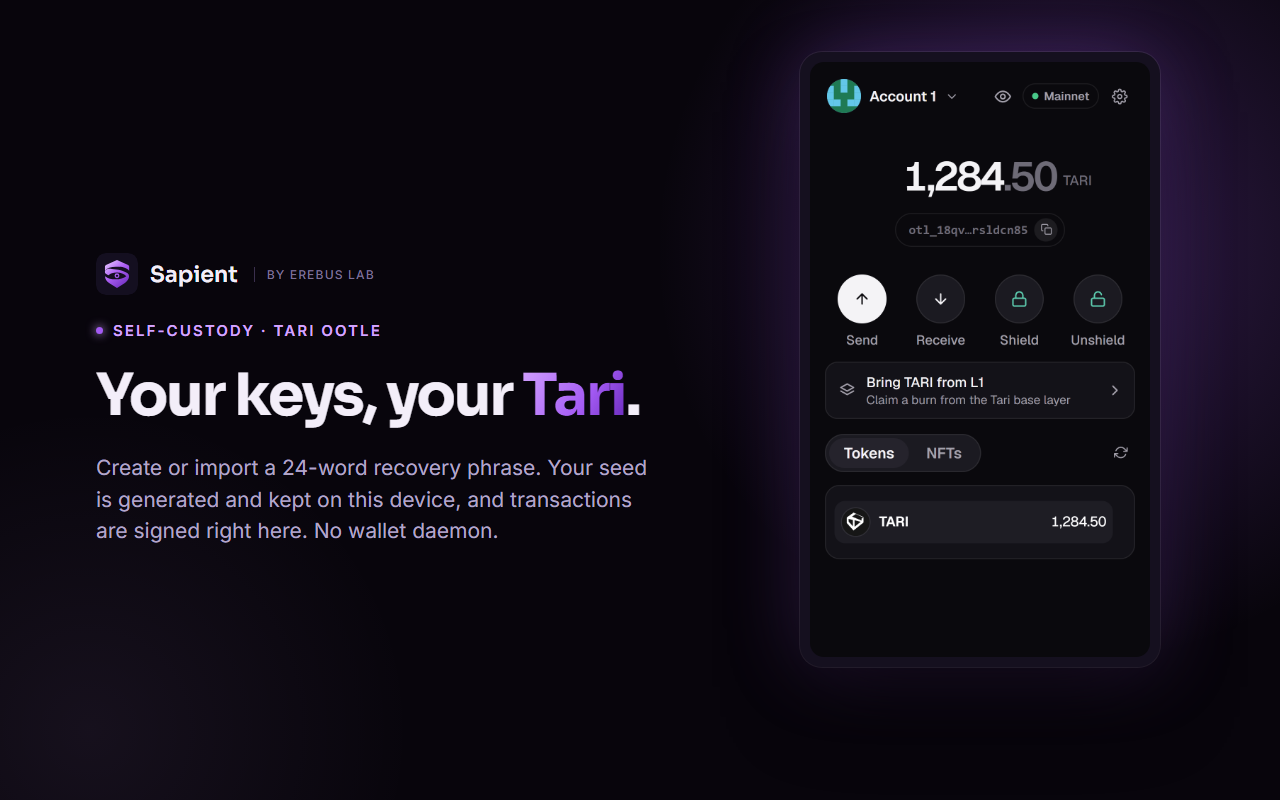 Sapient
BY EREBUS LAB
SELF-CUSTODY · TARI OOTLE
Your keys, your Tari.
Create or import a 24-word recovery phrase. Your seed
is generated and kept on this device, and transactions
are signed right here. No wallet daemon.
Account 1
Mainnet
1,284.50 TARI
otl_18qv…rsldcn85
Send
Receive
Shield
Unshield
Bring TARI from L1
Claim a burn from the Tari base layer
Tokens
NFTs
TARI
1,284.50